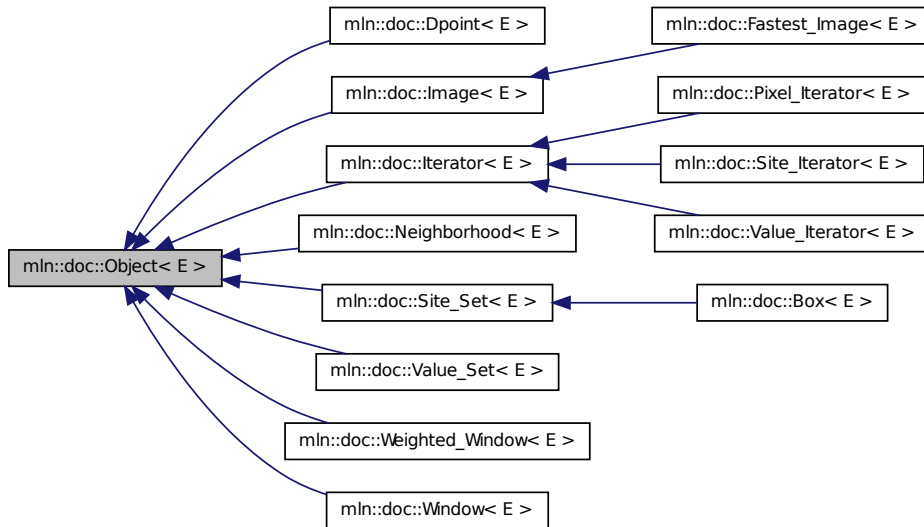 mln::doc::Dpoint< E >
mln::doc::Fastest_Image< E >
mln::doc::Image< E >
mln::doc::Pixel_Iterator< E >
mln::doc::Iterator< E >
mln::doc::Site_Iterator< E >
mln::doc::Neighborhood< E >
mln::doc::Value_Iterator< E >
mln::doc::Object< E >
mln::doc::Site_Set< E >
mln::doc::Box< E >
mln::doc::Value_Set< E >
mln::doc::Weighted_Window< E >
mln::doc::Window< E >